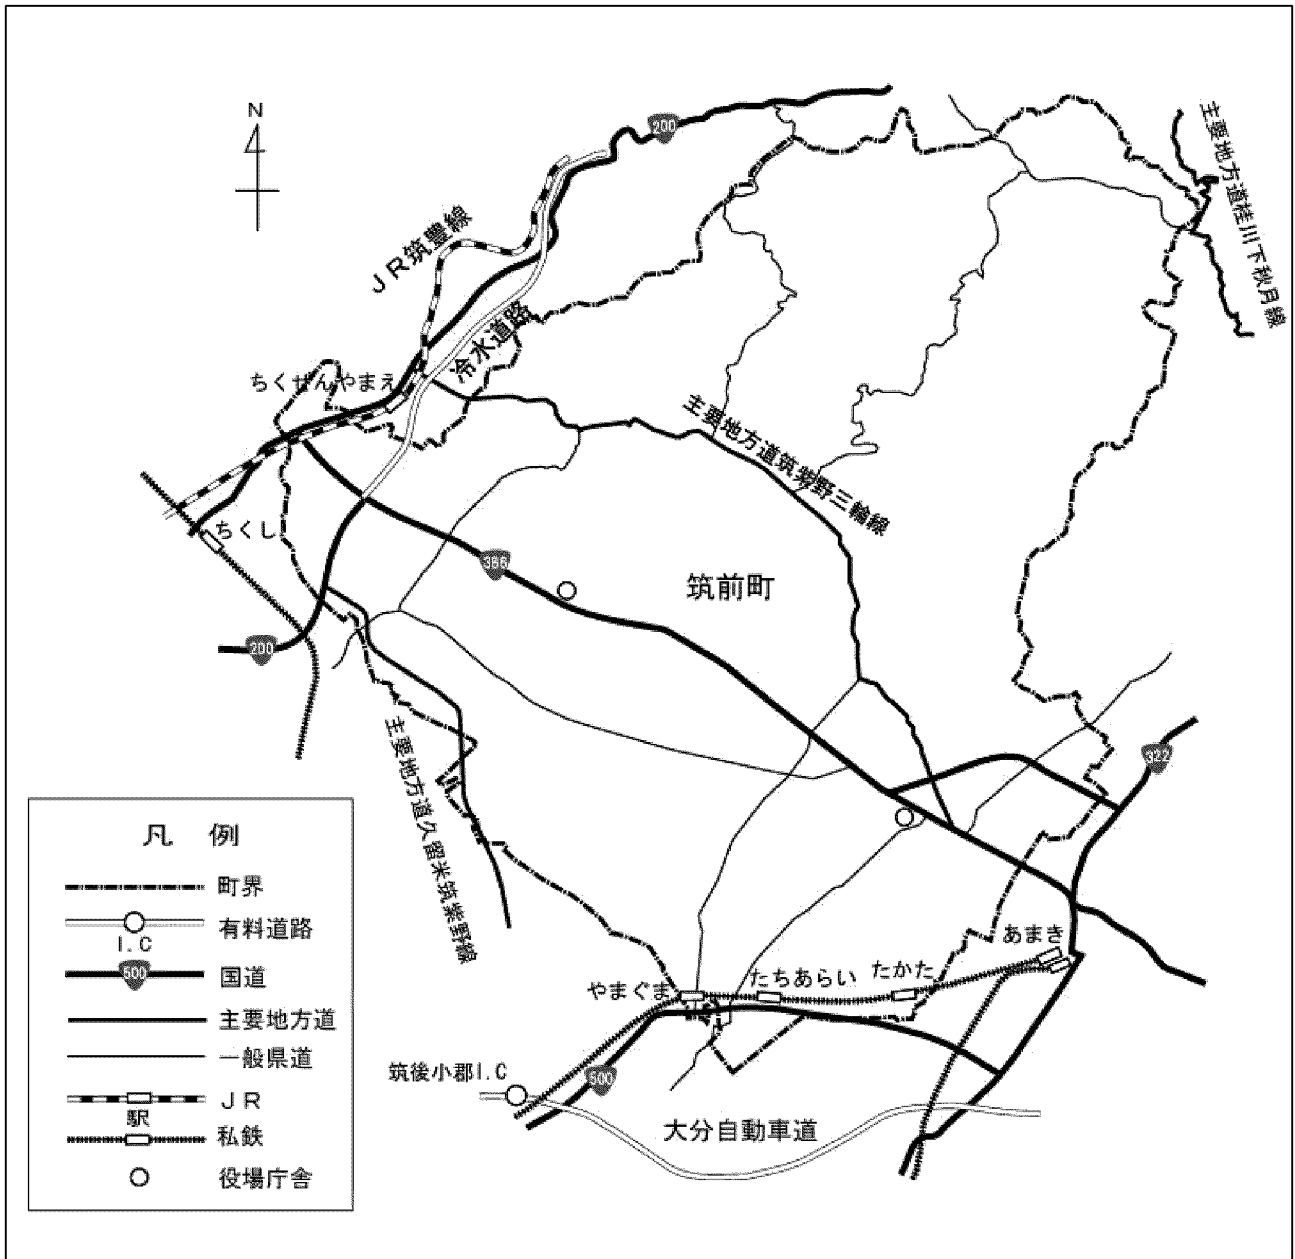 N
200
主要地方道桂川下秋月線
JR筑豊線
冷水道路
ちくぜんやまえ
主要地方道筑紫野三輪線
ちくし
386
筑前町
200
主要地方道久留米筑紫野線
322
あまき
たかた
たちあらい
やまぐま
筑後小郡I.C
500
大分自動車道
凡 例
町界
有料道路
I.C
500
国道
主要地方道
一般県道
JR
駅
私鉄
役場庁舎